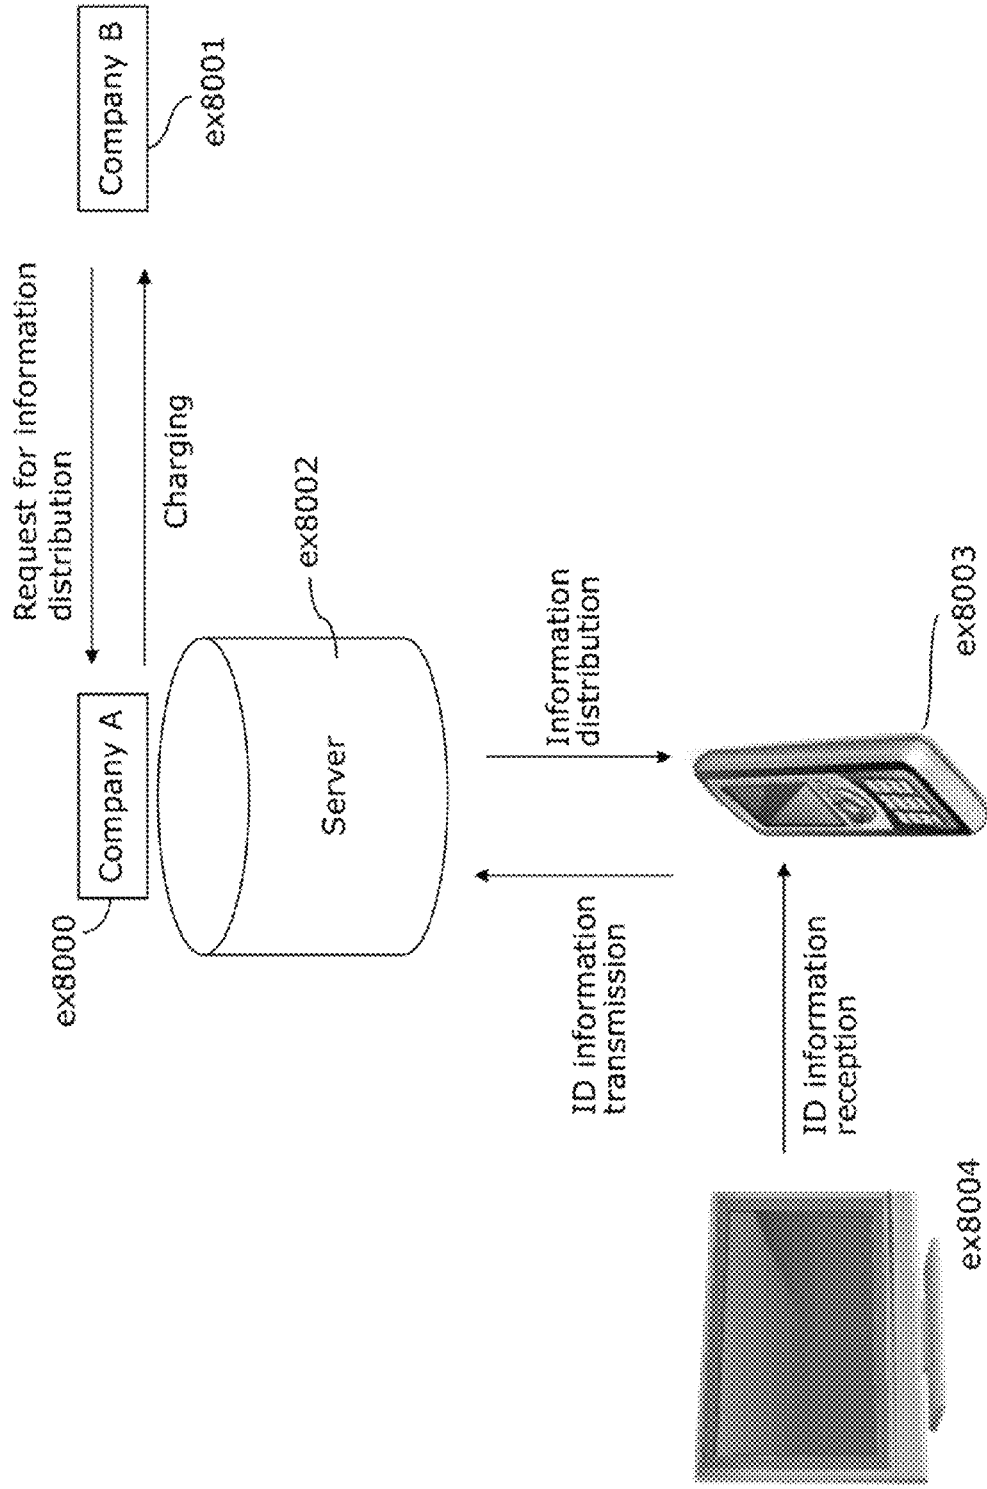 Request for information
distribution
Company B
ex8001
Charging
Company A
ex8000
Server
ex8002
Information
distribution
ID information
transmission
ex8003
ID information
reception
ex8004